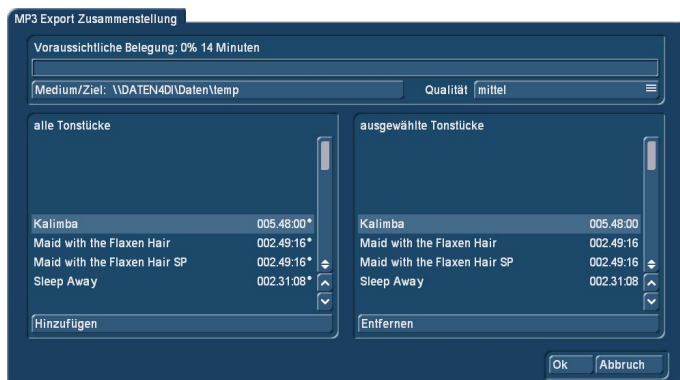 MP3 Export Zusammenstellung
Voraussichtliche Belegung: 0% 14 Minuten
Medium/Ziel: \\DATEN4DI\Daten\temp
Qualität mittel
alle Tonstücke
Kalimba 005.48:00*
Maid with the Flaxen Hair 002.49:16*
Maid with the Flaxen Hair SP 002.49:16*
Sleep Away 002.31:08*
Hinzufügen
ausgewählte Tonstücke
Kalimba 005.48:00
Maid with the Flaxen Hair 002.49:16
Maid with the Flaxen Hair SP 002.49:16
Sleep Away 002.31:08
Entfernen
Ok Abbruch